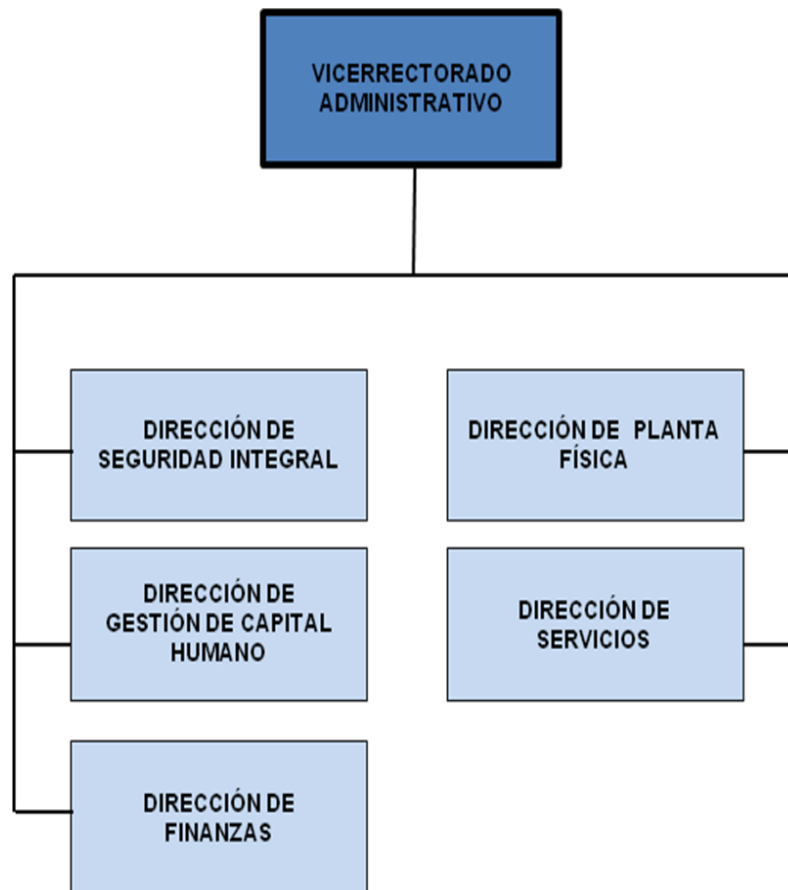 VICERRECTORADO
ADMINISTRATIVO
DIRECCIÓN DE
SEGURIDAD INTEGRAL
DIRECCIÓN DE PLANTA
FÍSICA
DIRECCIÓN DE
GESTIÓN DE CAPITAL
HUMANO
DIRECCIÓN DE
SERVICIOS
DIRECCIÓN DE
FINANZAS